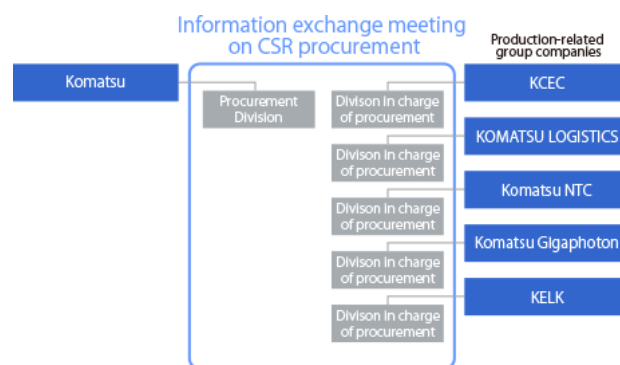 Information exchange meeting
on CSR procurement
Production-related
group companies
Komatsu
Procurement
Division
Divison in charge
of procurement
KCEC
Divison in charge
of procurement
KOMATSU LOGISTICS
Divison in charge
of procurement
Komatsu NTC
Divison in charge
of procurement
Komatsu Gigaphoton
Divison in charge
of procurement
KELK